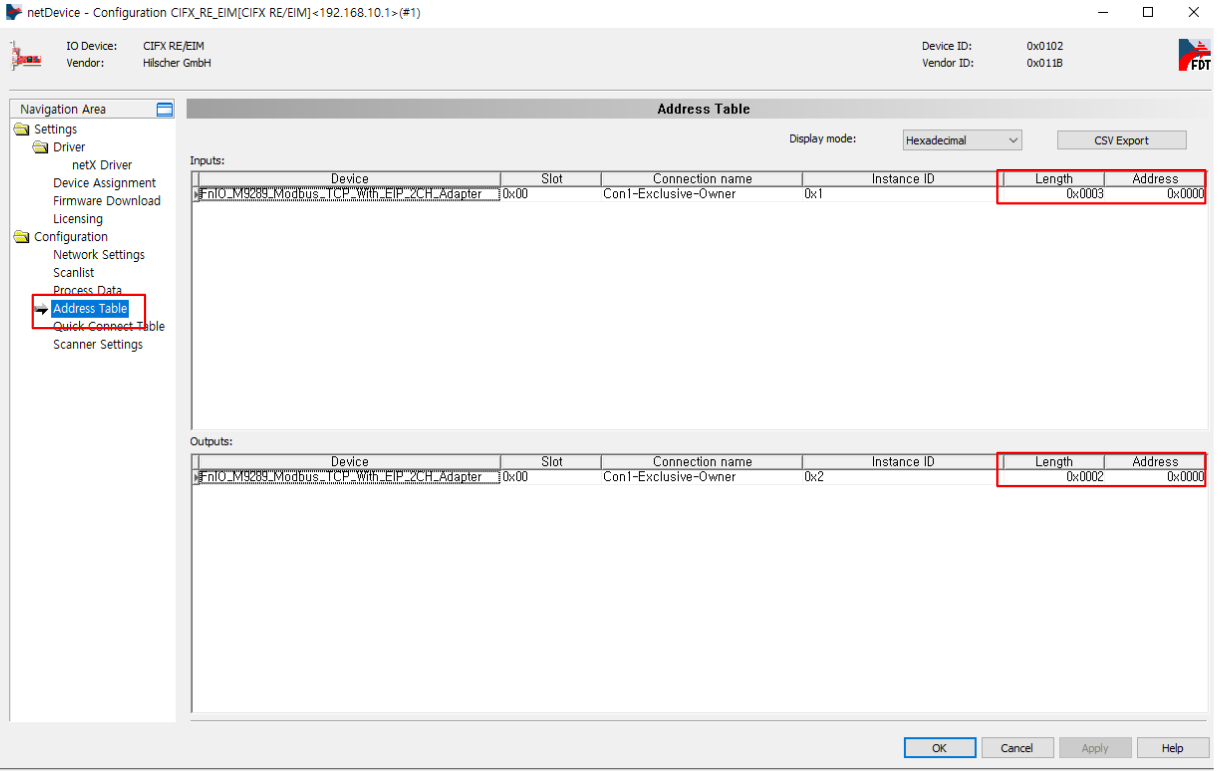 netDevice - Configuration CIFX_RE_EIM[CIFX RE/EIM]<192.168.10.1>(#1)
IO Device: CIFX RE/EIM Device ID: 0x0102
Vendor: Hilscher GmbH Vendor ID: 0x011B
FDT
Navigation Area
Settings
Driver
netX Driver
Device Assignment
Firmware Download
Licensing
Configuration
Network Settings
Scanlist
Process Data
Address Table
Quick Connect Table
Scanner Settings
Address Table
Display mode: Hexadecimal CSV Export
Inputs:
Device Slot Connection name Instance ID Length Address
FnIO_M9289_Modbus_TCP_With_EIP_2CH_Adapter 0x00 Con1-Exclusive-Owner 0x1 0x0003 0x0000
Outputs:
Device Slot Connection name Instance ID Length Address
FnIO_M9289_Modbus_TCP_With_EIP_2CH_Adapter 0x00 Con1-Exclusive-Owner 0x2 0x0002 0x0000
OK Cancel Apply Help